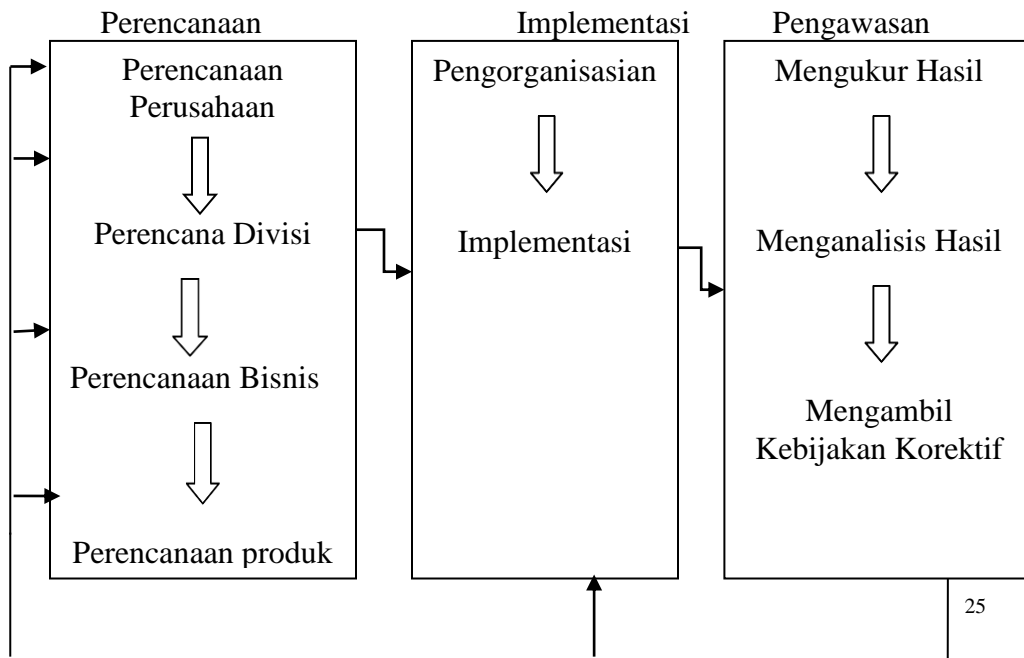 Perencanaan
Perencanaan
Perusahaan
Perencana Divisi
Perencanaan Bisnis
Perencanaan produk
Implementasi
Pengorganisasian
Implementasi
Pengawasan
Mengukur Hasil
Menganalisis Hasil
Mengambil
Kebijakan Korektif
25